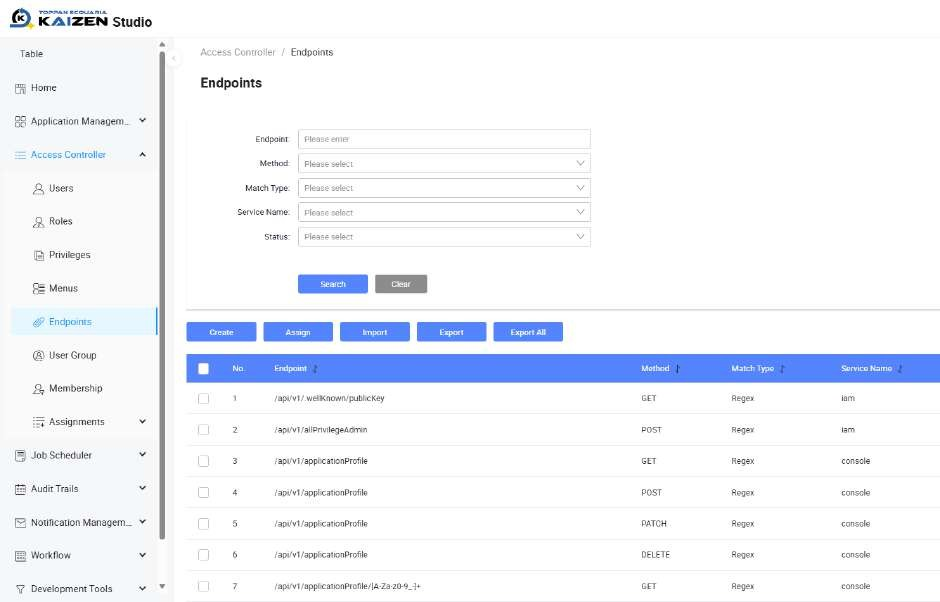 TOPPAN ECQUARIA
KAIZEN Studio
Table
Home
Application Managem...
Access Controller
Users
Roles
Privileges
Menus
Endpoints
User Group
Membership
Assignments
Job Scheduler
Audit Trails
Notification Managem...
Workflow
Development Tools
Access Controller / Endpoints
Endpoints
Endpoint: Please enter
Method: Please select
Match Type: Please select
Service Name: Please select
Status: Please select
Search Clear
Create Assign Import Export Export All
No. Endpoint Method Match Type Service Name
1 /api/v1/.wellKnown/publicKey GET Regex iam
2 /api/v1/allPrivilegeAdmin POST Regex iam
3 /api/v1/applicationProfile GET Regex console
4 /api/v1/applicationProfile POST Regex console
5 /api/v1/applicationProfile PATCH Regex console
6 /api/v1/applicationProfile DELETE Regex console
7 /api/v1/applicationProfile/[A-Za-z0-9_-]+ GET Regex console